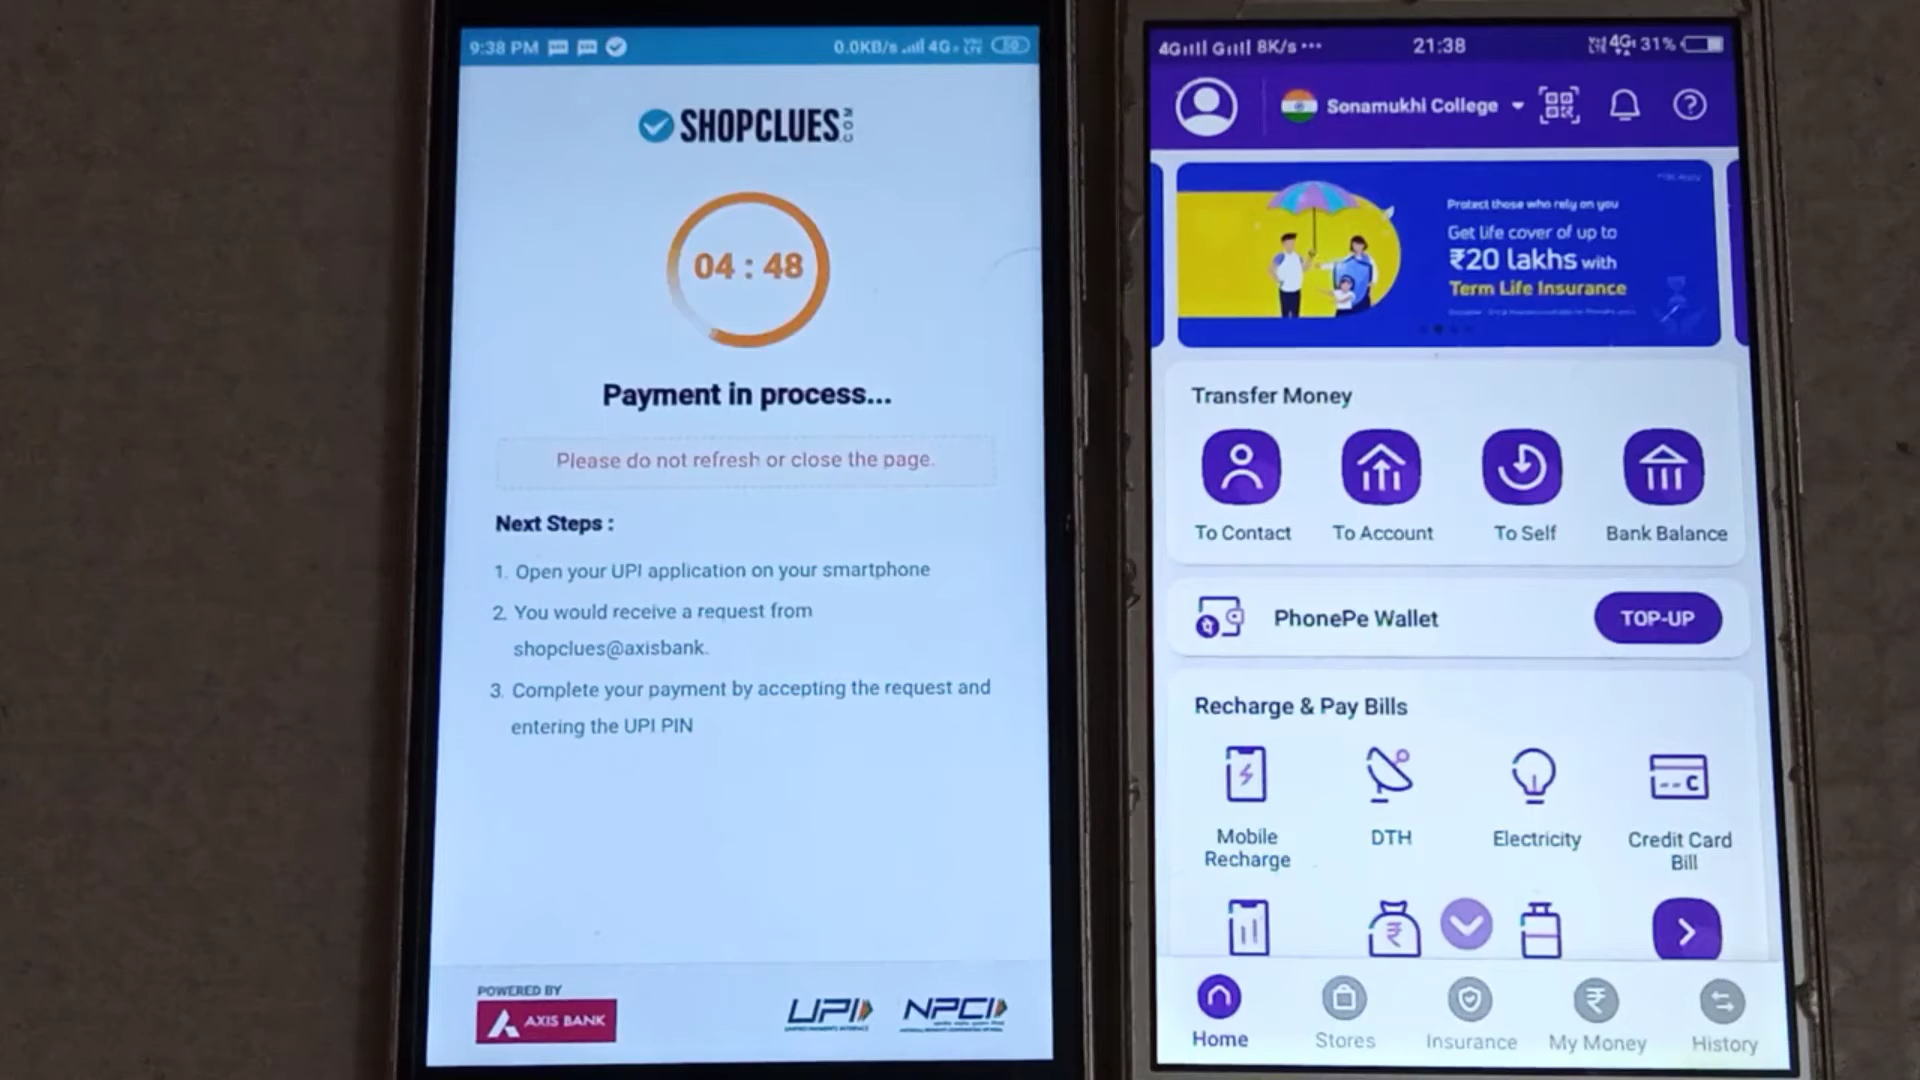 9:38 PM
0.0KB/s 4G
SHOPCLUES.COM
04 : 48
Payment in process...
Please do not refresh or close the page.
Next Steps :
1. Open your UPI application on your smartphone
2. You would receive a request from
shopclues@axisbank.
3. Complete your payment by accepting the request and
entering the UPI PIN
POWERED BY
AXIS BANK
UPI
UNIFIED PAYMENTS INTERFACE
NPCI
4G G 8K/s ...
21:38
4G 31%
Sonamukhi College
Protect those who rely on you
Get life cover of up to
₹20 lakhs with
Term Life Insurance
Transfer Money
To Contact
To Account
To Self
Bank Balance
PhonePe Wallet
TOP-UP
Recharge & Pay Bills
Mobile
Recharge
DTH
Electricity
Credit Card
Bill
Home
Stores
Insurance
My Money
History